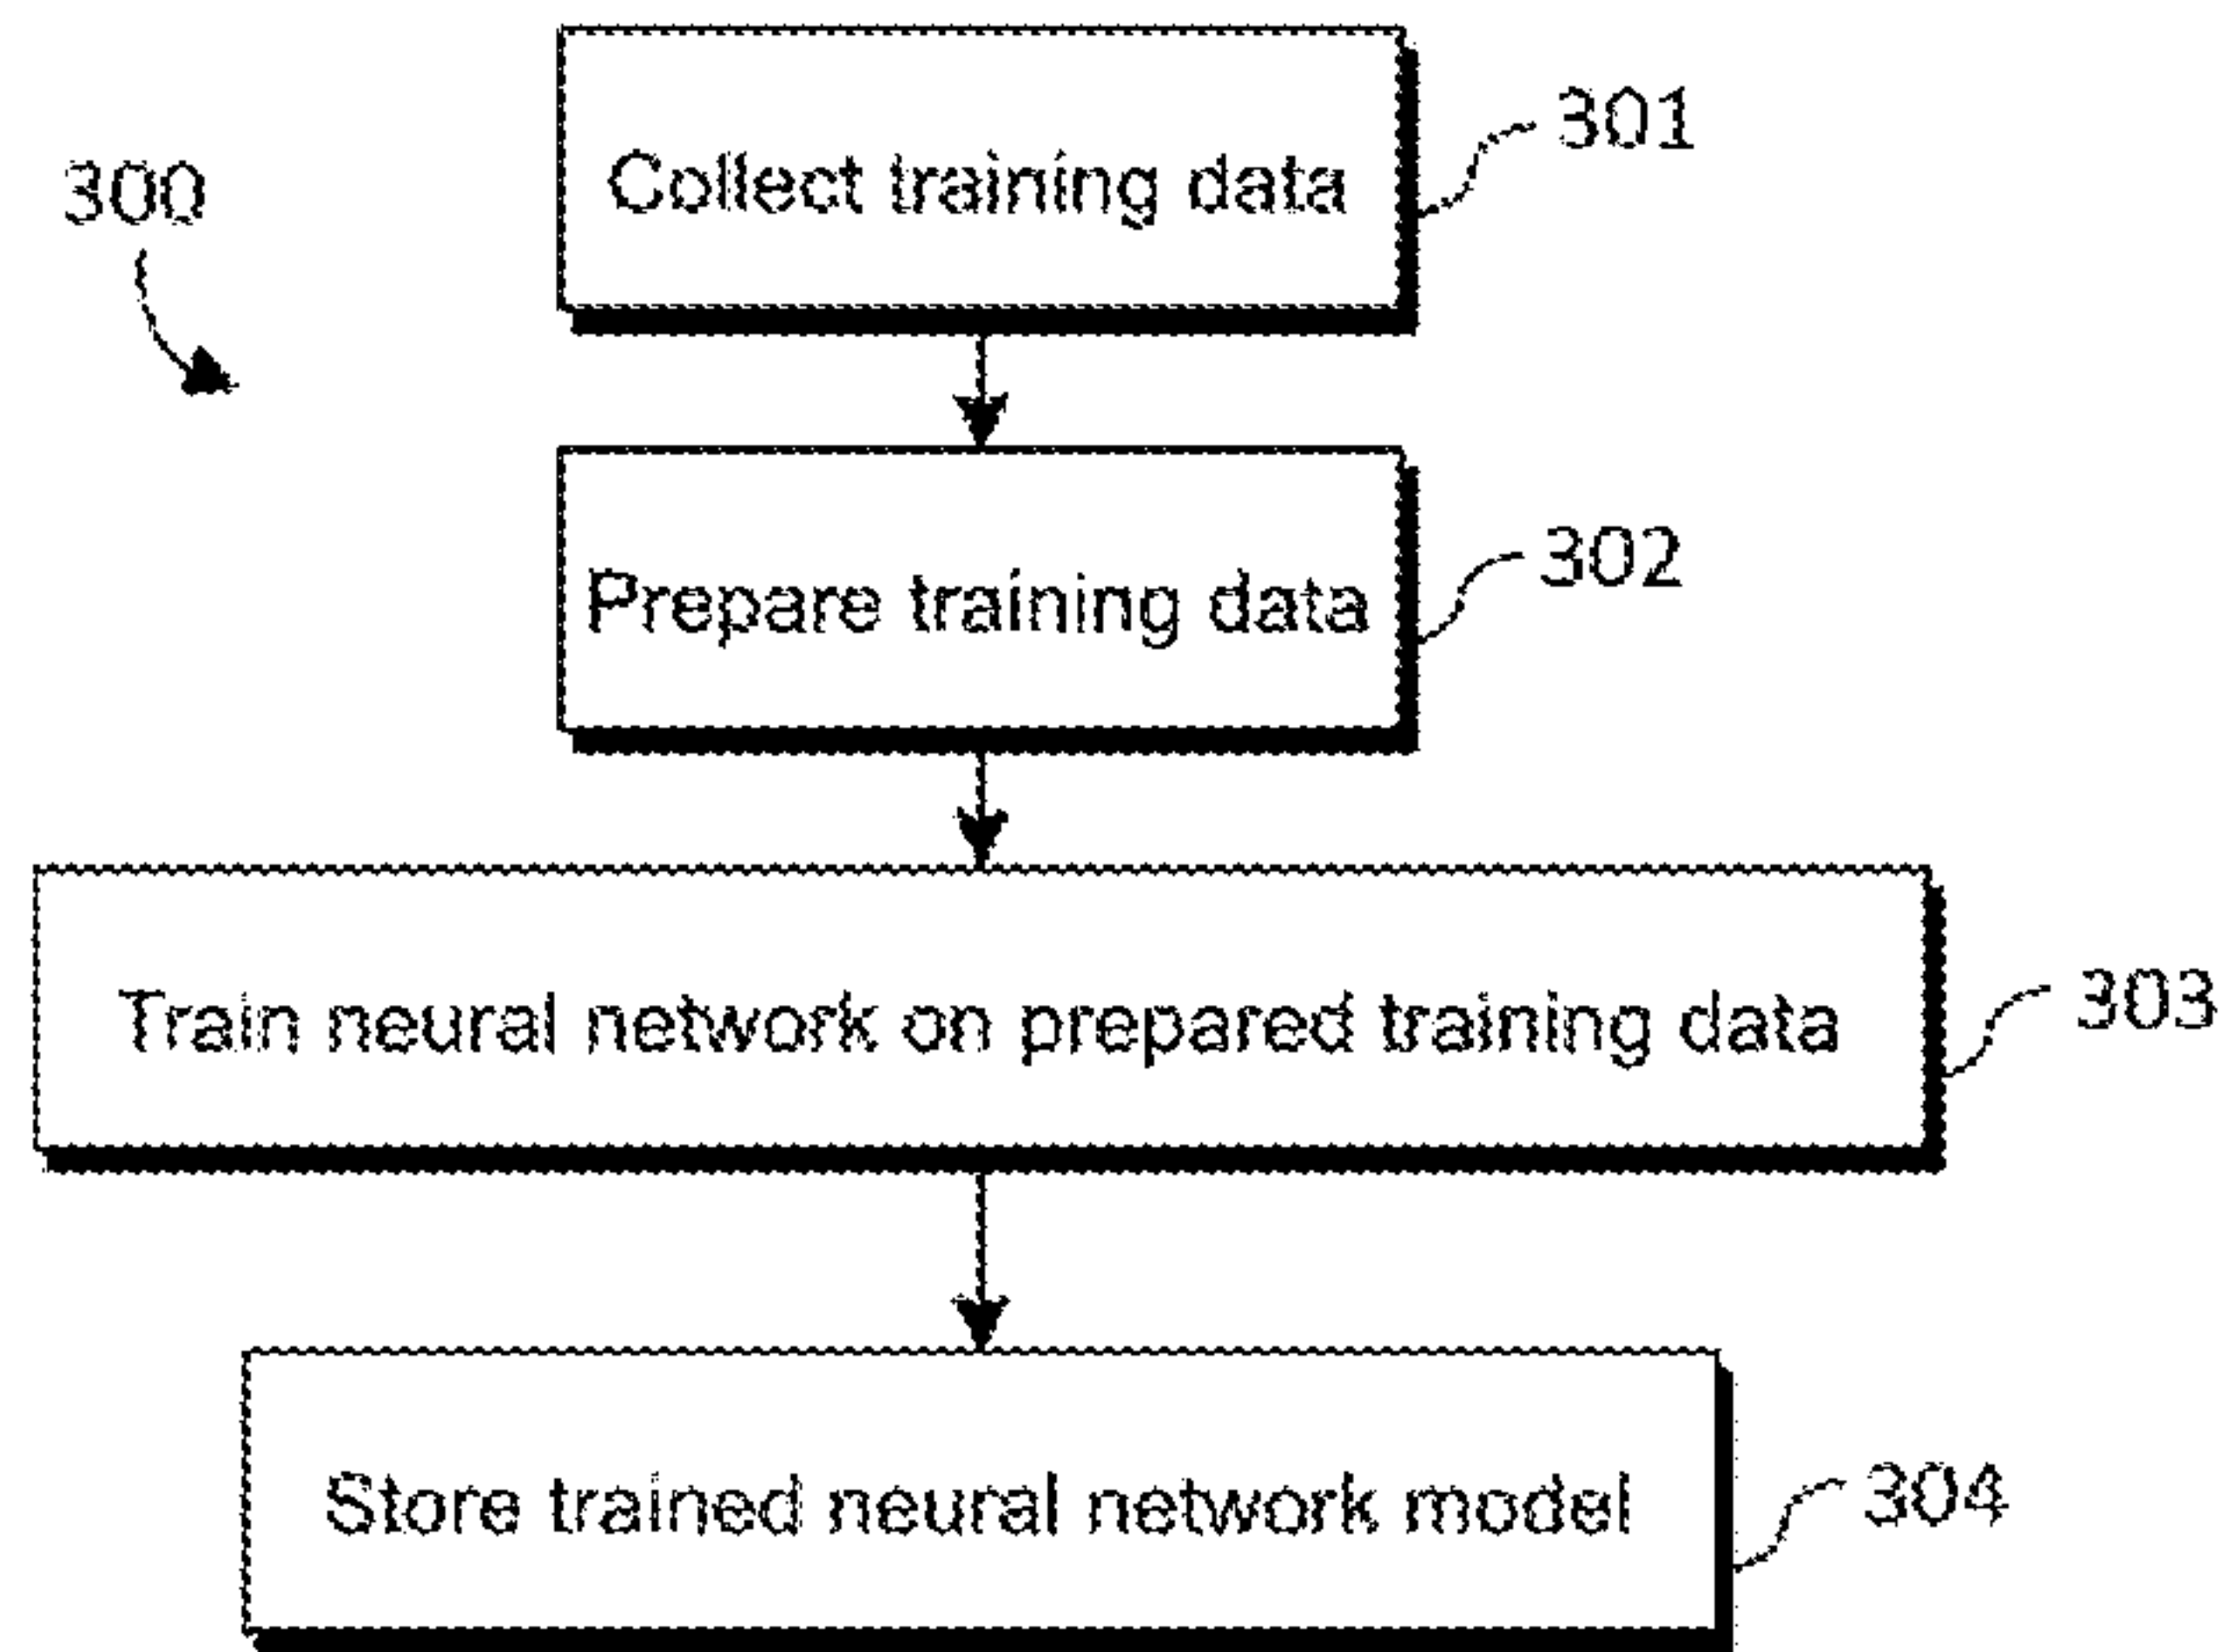 300
Collect training data
301
Prepare training data
302
Train neural network on prepared training data
303
Store trained neural network model
304